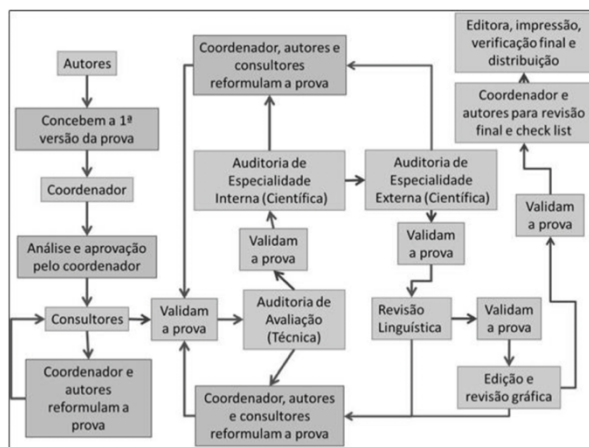 Autores
Concebem a 1ª
versão da prova
Coordenador
Análise e aprovação
pelo coordenador
Consultores
Coordenador e
autores
reformulam a
prova
Validam
a prova
Coordenador, autores e
consultores
reformulam a prova
Auditoria de
Especialidade
Interna (Científica)
Validam
a prova
Auditoria de
Avaliação
(Técnica)
Coordenador, autores
e consultores
reformulam a prova
Auditoria de
Especialidade
Externa (Científica)
Validam
a prova
Revisão
Linguística
Validam
a prova
Edição e
revisão gráfica
Validam
a prova
Coordenador e
autores para revisão
final e check list
Editora, impressão,
verificação final e
distribuição